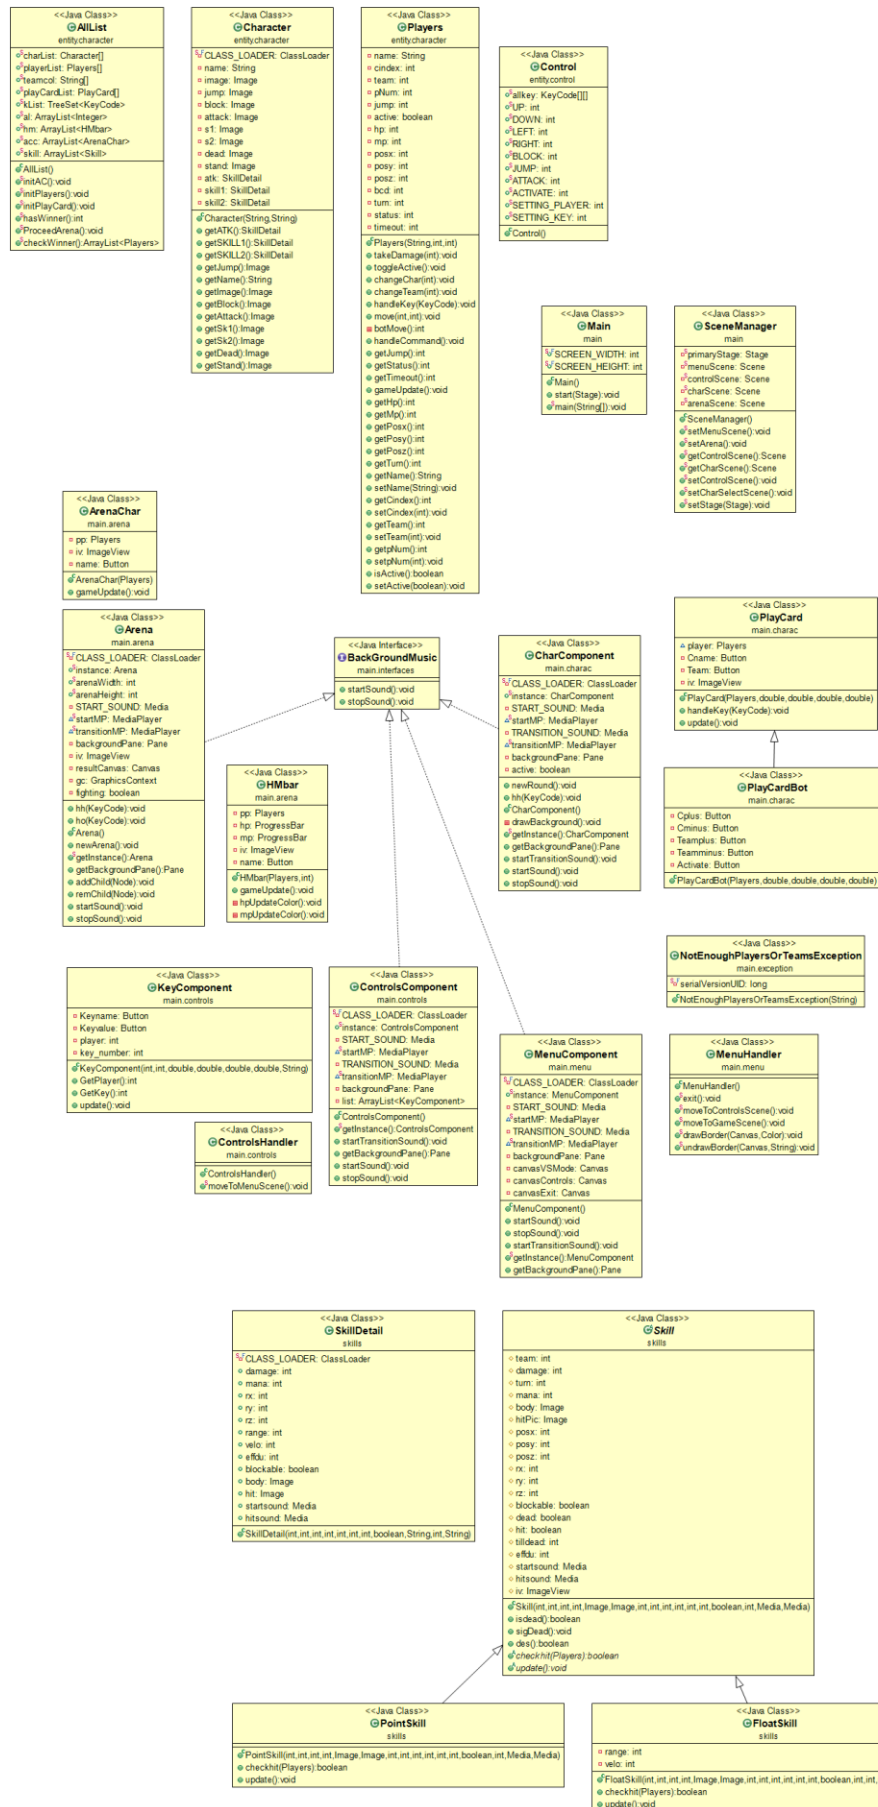 <<Java Class>>
AllList
entity.character
charList: Character[]
playerList: Players[]
teamcol: String[]
playCardList: PlayCard[]
kList: TreeSet<KeyCode>
al: ArrayList<Integer>
hm: ArrayList<HMbar>
acc: ArrayList<ArenaChar>
skill: ArrayList<Skill>
AllList()
initAC():void
initPlayers():void
initPlayCard():void
hasWinner():int
ProceedArena():void
checkWinner():ArrayList<Players>
<<Java Class>>
Character
entity.character
CLASS_LOADER: ClassLoader
name: String
image: Image
jump: Image
block: Image
attack: Image
s1: Image
s2: Image
dead: Image
stand: Image
atk: SkillDetail
skill1: SkillDetail
skill2: SkillDetail
Character(String,String)
getATK():SkillDetail
getSKILL1():SkillDetail
getSKILL2():SkillDetail
getJump():Image
getName():String
getImage():Image
getBlock():Image
getAttack():Image
getSk1():Image
getSk2():Image
getDead():Image
getStand():Image
<<Java Class>>
Players
entity.character
name: String
cindex: int
team: int
pNum: int
jump: int
active: boolean
hp: int
mp: int
posx: int
posy: int
posz: int
bcd: int
turn: int
status: int
timeout: int
Players(String,int,int)
takeDamage(int):void
toggleActive():void
changeChar(int):void
changeTeam(int):void
handleKey(KeyCode):void
move(int,int):void
botMove():int
handleCommand():void
getJump():int
getStatus():int
getTimeout():int
gameUpdate():void
getHp():int
getMp():int
getPosx():int
getPosy():int
getPosz():int
getTurn():int
getName():String
setName(String):void
getCindex():int
setCindex(int):void
getTeam():int
setTeam(int):void
getpNum():int
setpNum(int):void
isActive():boolean
setActive(boolean):void
<<Java Class>>
Control
entity.control
allkey: KeyCode[][]
UP: int
DOWN: int
LEFT: int
RIGHT: int
BLOCK: int
JUMP: int
ATTACK: int
ACTIVATE: int
SETTING_PLAYER: int
SETTING_KEY: int
Control()
<<Java Class>>
Main
main
SCREEN_WIDTH: int
SCREEN_HEIGHT: int
Main()
start(Stage):void
main(String[]):void
<<Java Class>>
SceneManager
main
primaryStage: Stage
menuScene: Scene
controlScene: Scene
charScene: Scene
arenaScene: Scene
SceneManager()
setMenuScene():void
setArena():void
getControlScene():Scene
getCharScene():Scene
setControlScene():void
setCharSelectScene():void
setStage(Stage):void
<<Java Class>>
ArenaChar
main.arena
pp: Players
iv: ImageView
name: Button
ArenaChar(Players)
gameUpdate():void
<<Java Class>>
Arena
main.arena
CLASS_LOADER: ClassLoader
instance: Arena
arenaWidth: int
arenaHeight: int
START_SOUND: Media
startMP: MediaPlayer
transitionMP: MediaPlayer
backgroundPane: Pane
iv: ImageView
resultCanvas: Canvas
gc: GraphicsContext
fighting: boolean
hh(KeyCode):void
ho(KeyCode):void
Arena()
newArena():void
getInstance():Arena
getBackgroundPane():Pane
addChild(Node):void
remChild(Node):void
startSound():void
stopSound():void
<<Java Interface>>
BackGroundMusic
main.interfaces
startSound():void
stopSound():void
<<Java Class>>
HMbar
main.arena
pp: Players
hp: ProgressBar
mp: ProgressBar
iv: ImageView
name: Button
HMbar(Players,int)
gameUpdate():void
hpUpdateColor():void
mpUpdateColor():void
<<Java Class>>
CharComponent
main.charac
CLASS_LOADER: ClassLoader
instance: CharComponent
START_SOUND: Media
startMP: MediaPlayer
TRANSITION_SOUND: Media
transitionMP: MediaPlayer
backgroundPane: Pane
active: boolean
newRound():void
hh(KeyCode):void
CharComponent()
drawBackground():void
getInstance():CharComponent
getBackgroundPane():Pane
startTransitionSound():void
startSound():void
stopSound():void
<<Java Class>>
PlayCard
main.charac
player: Players
Cname: Button
Team: Button
iv: ImageView
PlayCard(Players,double,double,double,double)
handleKey(KeyCode):void
update():void
<<Java Class>>
PlayCardBot
main.charac
Cplus: Button
Cminus: Button
Teamplus: Button
Teamminus: Button
Activate: Button
PlayCardBot(Players,double,double,double,double)
<<Java Class>>
NotEnoughPlayersOrTeamsException
main.exception
serialVersionUID: long
NotEnoughPlayersOrTeamsException(String)
<<Java Class>>
KeyComponent
main.controls
Keyname: Button
Keyvalue: Button
player: int
key_number: int
KeyComponent(int,int,double,double,double,double,String)
GetPlayer():int
GetKey():int
update():void
<<Java Class>>
ControlsHandler
main.controls
ControlsHandler()
moveToMenuScene():void
<<Java Class>>
ControlsComponent
main.controls
CLASS_LOADER: ClassLoader
instance: ControlsComponent
START_SOUND: Media
startMP: MediaPlayer
TRANSITION_SOUND: Media
transitionMP: MediaPlayer
backgroundPane: Pane
list: ArrayList<KeyComponent>
ControlsComponent()
getInstance():ControlsComponent
startTransitionSound():void
getBackgroundPane():Pane
startSound():void
stopSound():void
<<Java Class>>
MenuComponent
main.menu
CLASS_LOADER: ClassLoader
instance: MenuComponent
START_SOUND: Media
startMP: MediaPlayer
TRANSITION_SOUND: Media
transitionMP: MediaPlayer
backgroundPane: Pane
canvasVSMode: Canvas
canvasControls: Canvas
canvasExit: Canvas
MenuComponent()
startSound():void
stopSound():void
startTransitionSound():void
getInstance():MenuComponent
getBackgroundPane():Pane
<<Java Class>>
MenuHandler
main.menu
MenuHandler()
exit():void
moveToControlsScene():void
moveToGameScene():void
drawBorder(Canvas,Color):void
undrawBorder(Canvas,String):void
<<Java Class>>
SkillDetail
skills
CLASS_LOADER: ClassLoader
damage: int
mana: int
rx: int
ry: int
rz: int
range: int
velo: int
effdu: int
blockable: boolean
body: Image
hit: Image
startsound: Media
hitsound: Media
SkillDetail(int,int,int,int,int,int,int,boolean,String,int,String)
<<Java Class>>
Skill
skills
team: int
damage: int
turn: int
mana: int
body: Image
hitPic: Image
posx: int
posy: int
posz: int
rx: int
ry: int
rz: int
blockable: boolean
dead: boolean
hit: boolean
tilldead: int
effdu: int
startsound: Media
hitsound: Media
iv: ImageView
Skill(int,int,int,int,Image,Image,int,int,int,int,int,int,boolean,int,Media,Media)
isdead():boolean
sigDead():void
des():boolean
checkhit(Players):boolean
update():void
<<Java Class>>
PointSkill
skills
PointSkill(int,int,int,int,Image,Image,int,int,int,int,int,int,boolean,int,Media,Media)
checkhit(Players):boolean
update():void
<<Java Class>>
FloatSkill
skills
range: int
velo: int
FloatSkill(int,int,int,int,Image,Image,int,int,int,int,int,int,boolean,int,int,
checkhit(Players):boolean
update():void